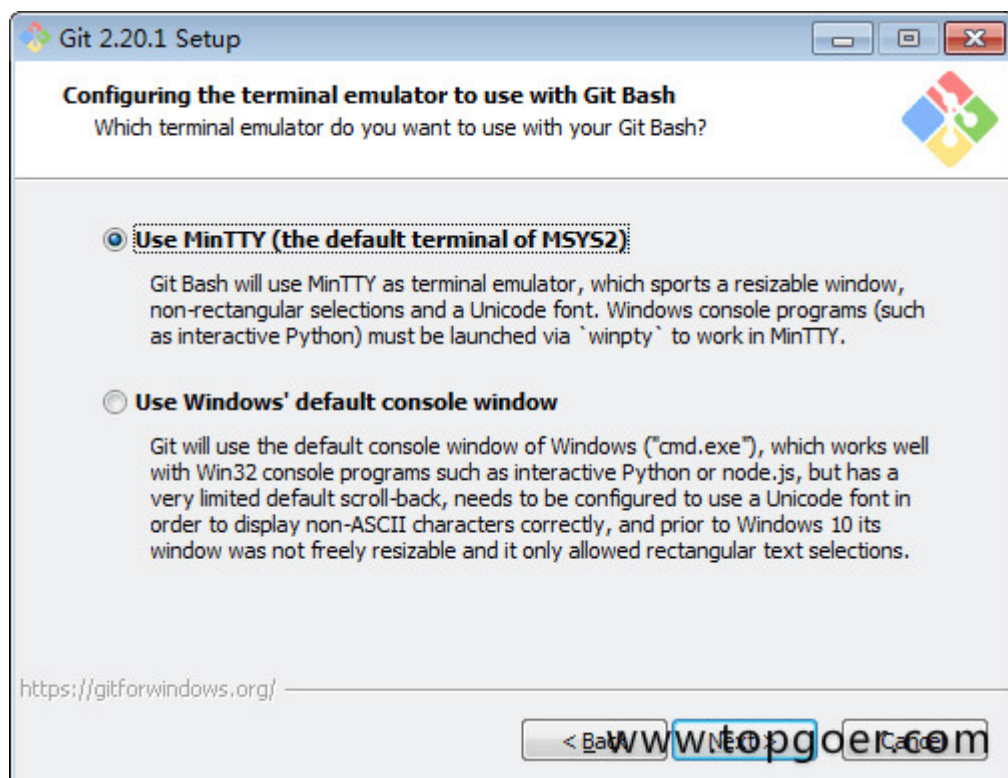 Git 2.20.1 Setup
Configuring the terminal emulator to use with Git Bash
Which terminal emulator do you want to use with your Git Bash?
Use MinTTY (the default terminal of MSYS2)
Git Bash will use MinTTY as terminal emulator, which sports a resizable window,
non-rectangular selections and a Unicode font. Windows console programs (such
as interactive Python) must be launched via `winpty` to work in MinTTY.
Use Windows' default console window
Git will use the default console window of Windows ("cmd.exe"), which works well
with Win32 console programs such as interactive Python or node.js, but has a
very limited default scroll-back, needs to be configured to use a Unicode font in
order to display non-ASCII characters correctly, and prior to Windows 10 its
window was not freely resizable and it only allowed rectangular text selections.
https://gitforwindows.org/
< Back Next > Cancel
www.topgoer.com